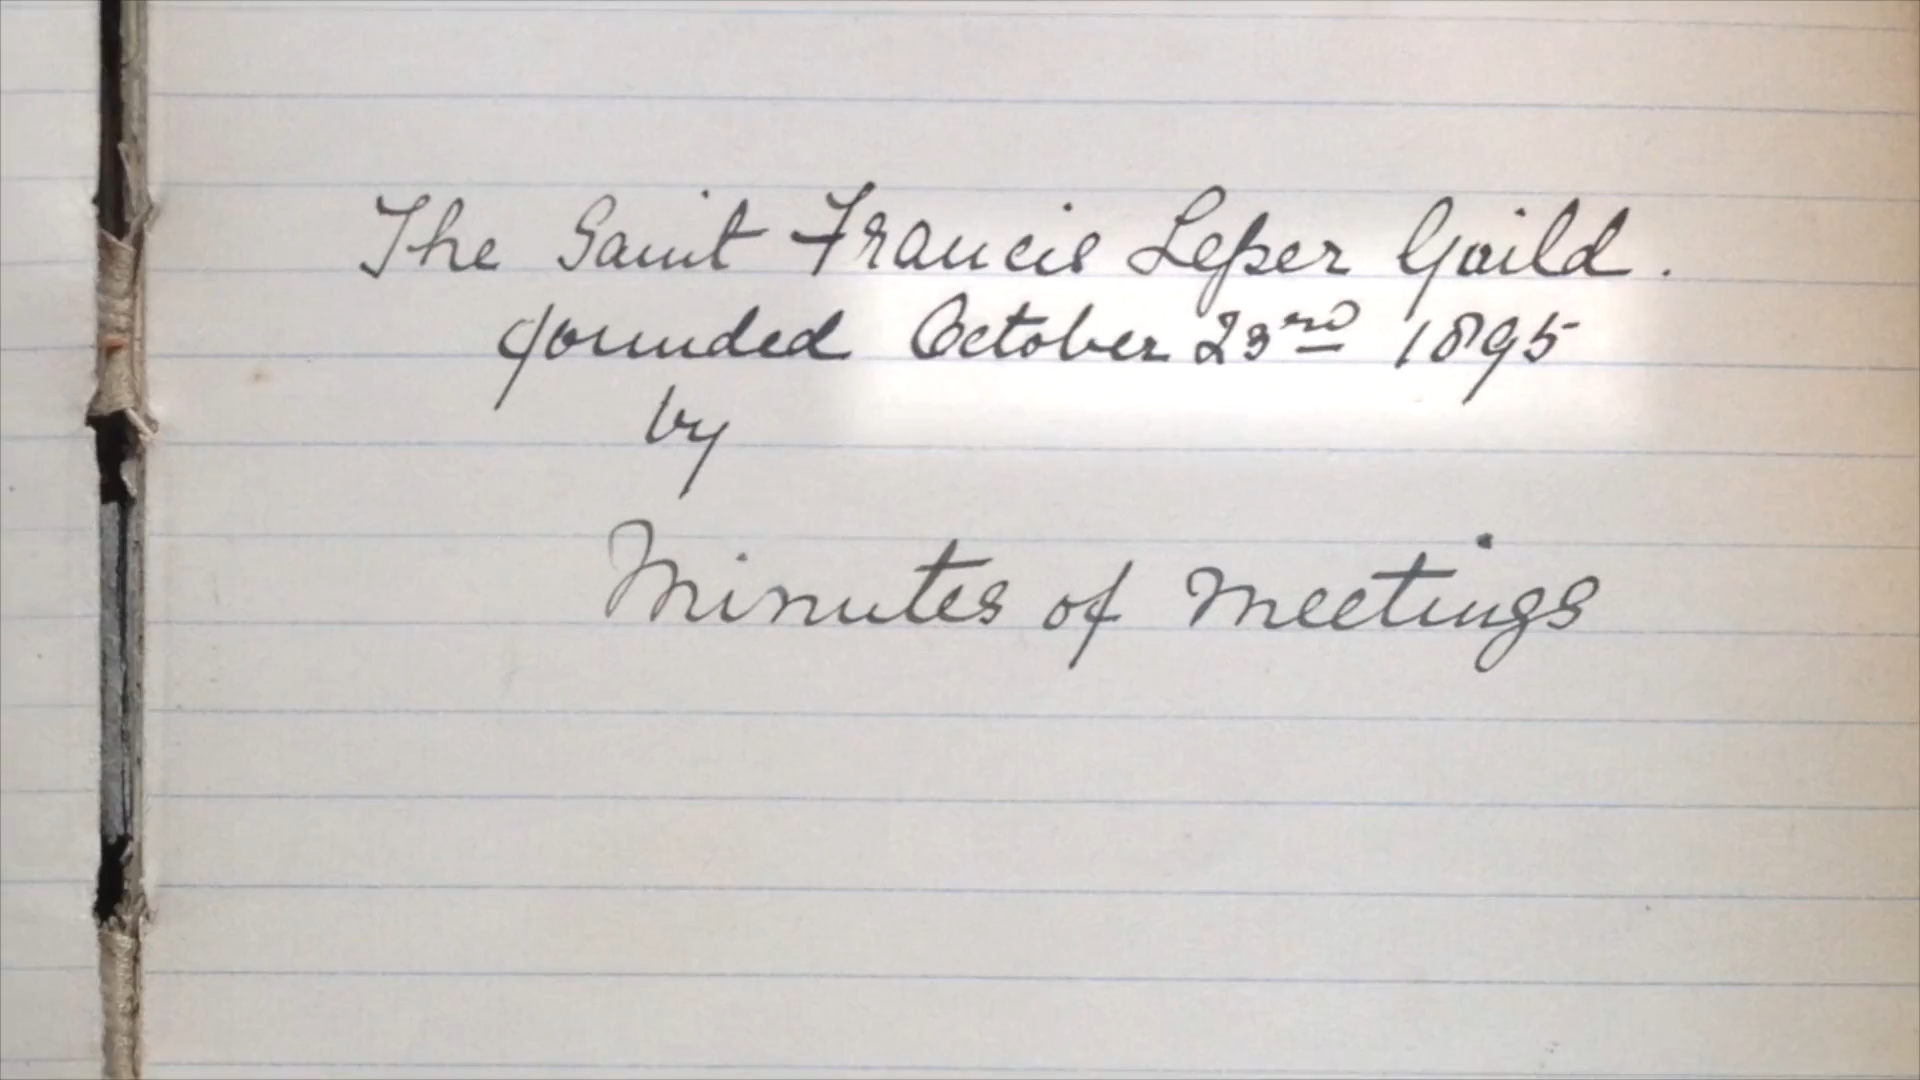 The Saint Francis Leper Guild.
founded October 23rd 1895
by
Minutes of Meetings